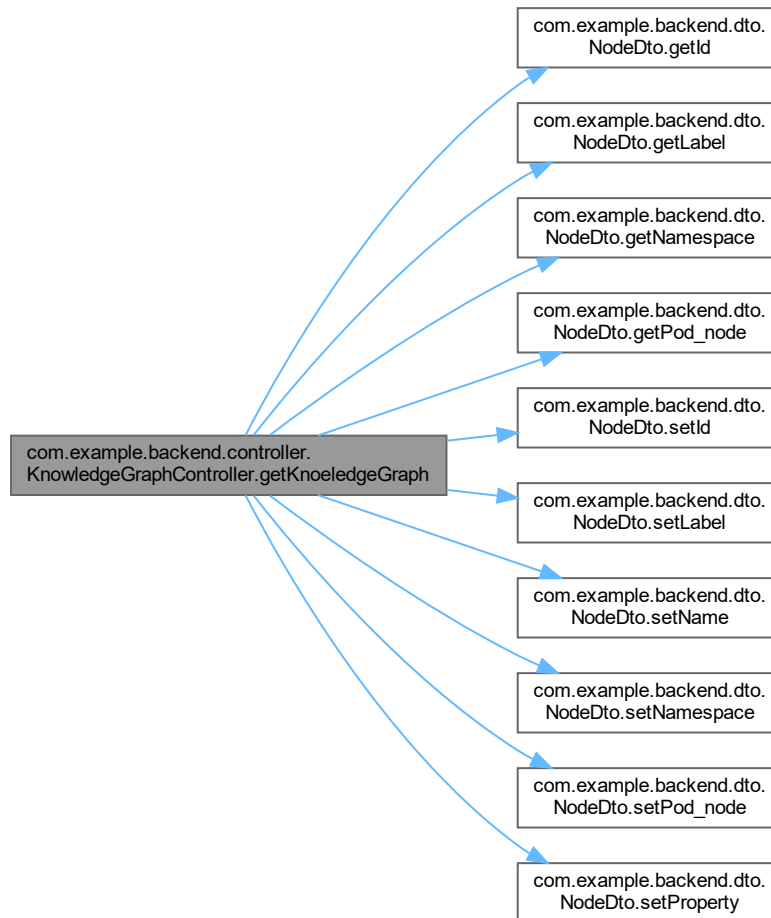 com.example.backend.dto.
NodeDto.getId
com.example.backend.dto.
NodeDto.getLabel
com.example.backend.dto.
NodeDto.getNamespace
com.example.backend.dto.
NodeDto.getPod_node
com.example.backend.controller.
KnowledgeGraphController.getKnoeledgeGraph
com.example.backend.dto.
NodeDto.setId
com.example.backend.dto.
NodeDto.setLabel
com.example.backend.dto.
NodeDto.setName
com.example.backend.dto.
NodeDto.setNamespace
com.example.backend.dto.
NodeDto.setPod_node
com.example.backend.dto.
NodeDto.setProperty